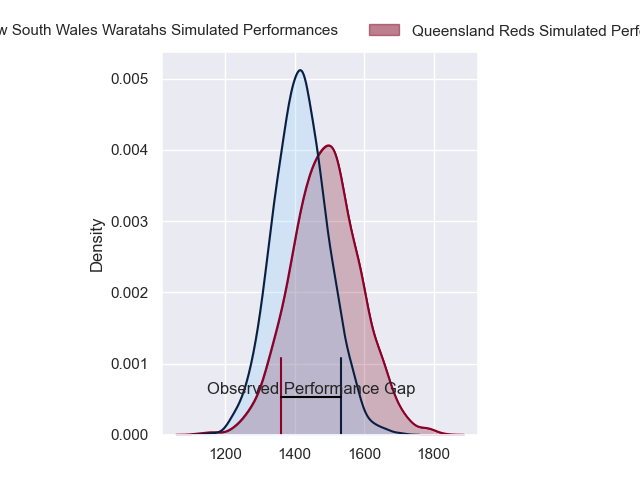 South Wales Waratahs Simulated Performances
Queensland Reds Simulated
Density
0.005
0.004
0.003
0.002
0.001
0.000
Observed Performance Gap
1200 1400 1600 1800